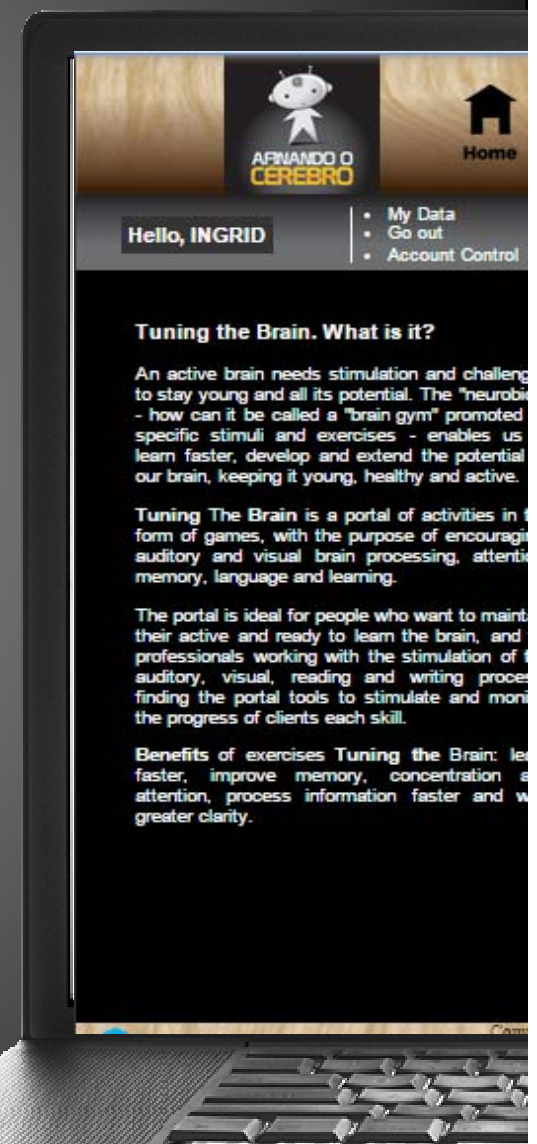 AFINANDO O
CEREBRO
Home
Hello, INGRID
My Data
Go out
Account Control
Tuning the Brain. What is it?
An active brain needs stimulation and challeng
to stay young and all its potential. The "neurobic
- how can it be called a "brain gym" promoted
specific stimuli and exercises - enables us
learn faster, develop and extend the potential
our brain, keeping it young, healthy and active.
Tuning The Brain is a portal of activities in t
form of games, with the purpose of encouragin
auditory and visual brain processing, attentio
memory, language and learning.
The portal is ideal for people who want to mainta
their active and ready to learn the brain, and
professionals working with the stimulation of t
auditory, visual, reading and writing proces
finding the portal tools to stimulate and moni
the progress of clients each skill.
Benefits of exercises Tuning the Brain: lea
faster, improve memory, concentration a
attention, process information faster and w
greater clarity.